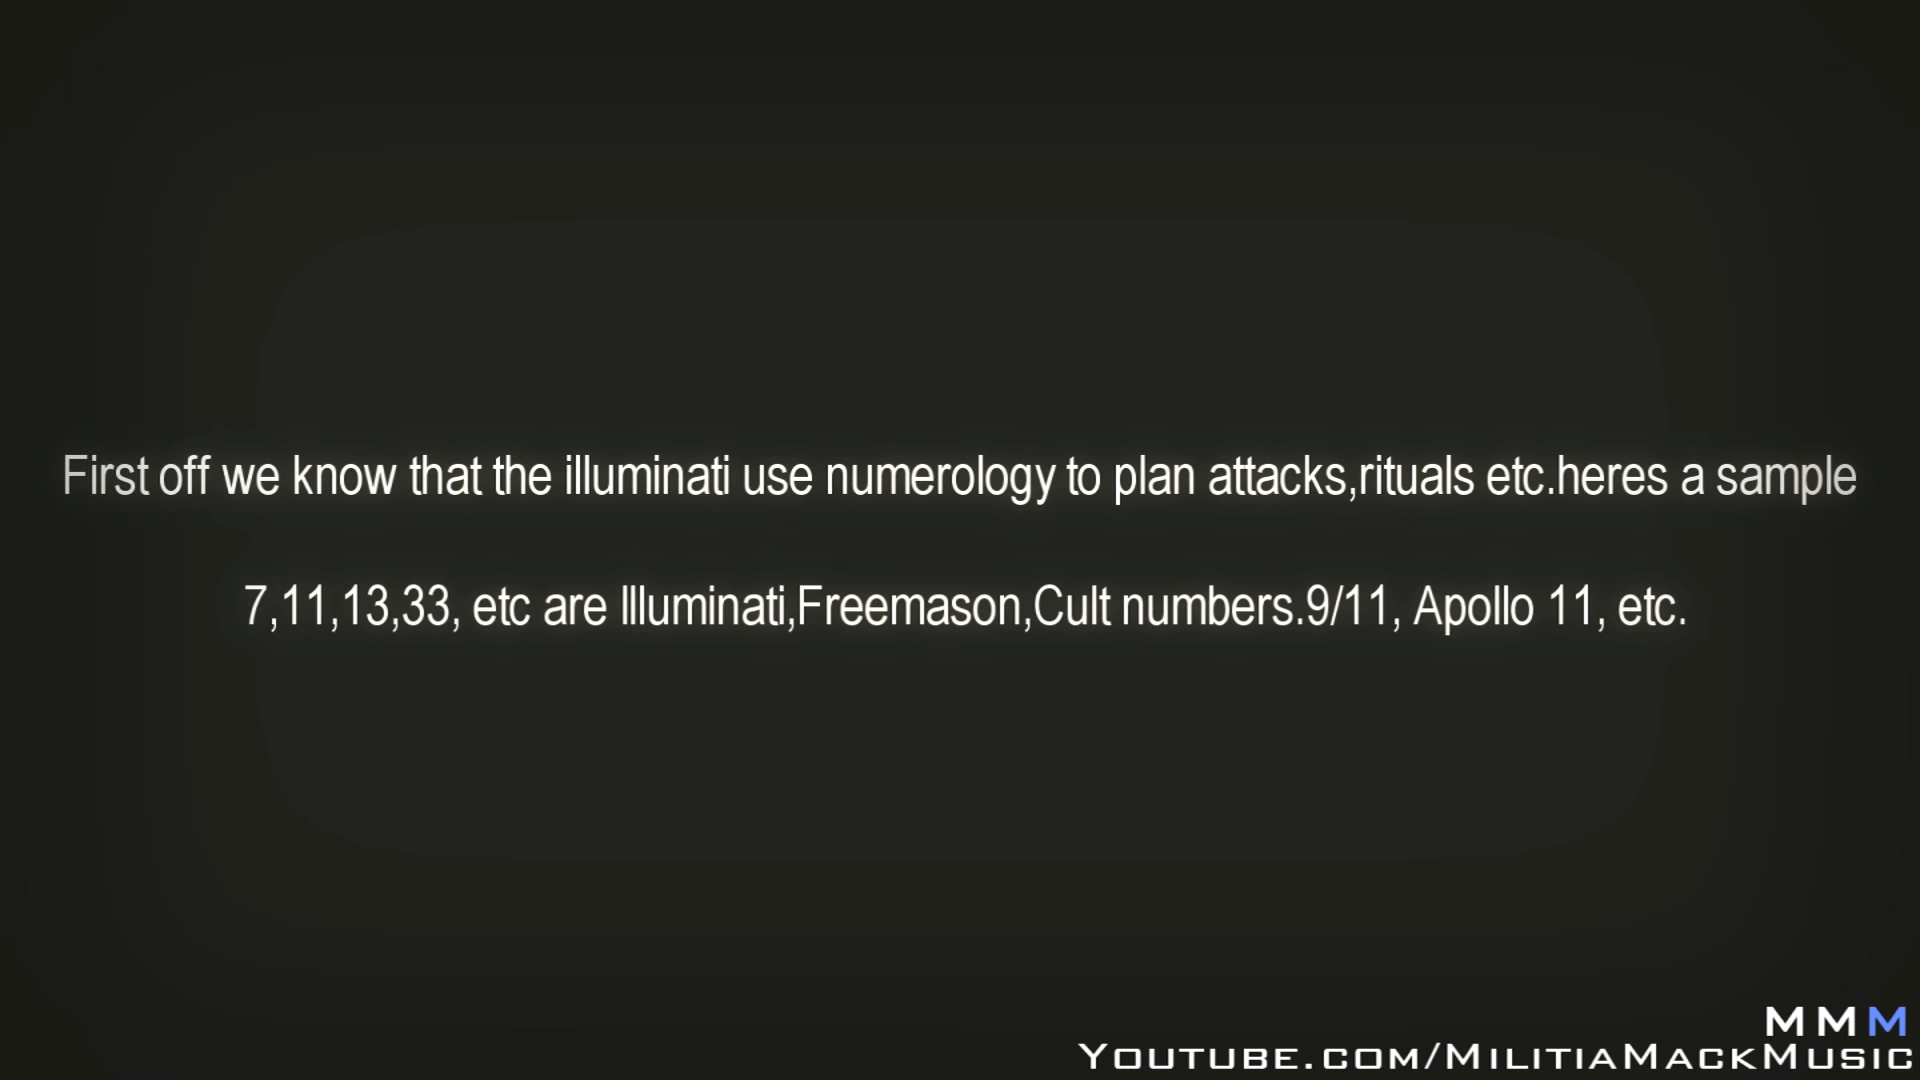 First off we know that the illuminati use numerology to plan attacks,rituals etc.heres a sample
7,11,13,33, etc are Illuminati,Freemason,Cult numbers.9/11, Apollo 11, etc.
MMM
YOUTUBE.COM/MILITIAMACKMUSIC